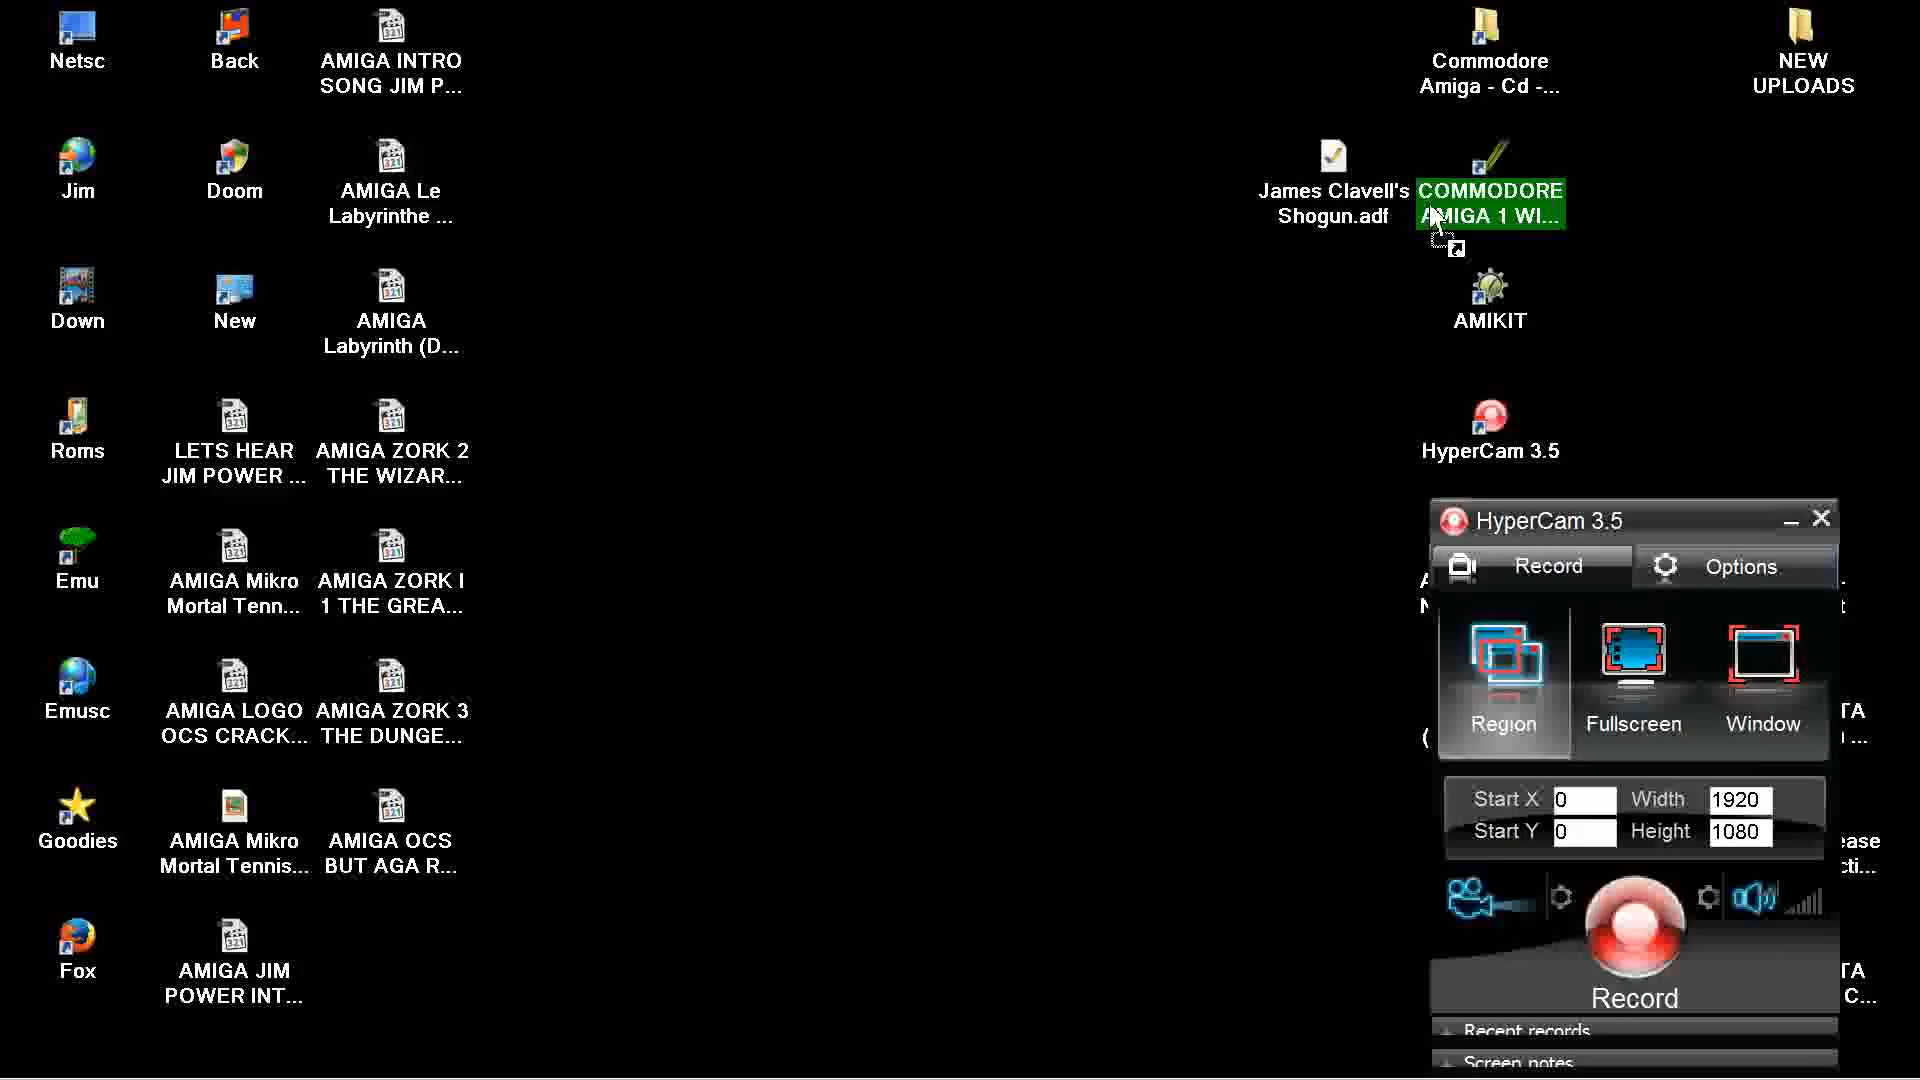 Netsc
Back
AMIGA INTRO
SONG JIM P...
Commodore
Amiga - Cd -...
NEW
UPLOADS
Jim
Doom
AMIGA Le
Labyrinthe ...
James Clavell's
Shogun.adf
COMMODORE
AMIGA 1 WI...
Down
New
AMIGA
Labyrinth (D...
AMIKIT
Roms
LETS HEAR
JIM POWER ...
AMIGA ZORK 2
THE WIZAR...
HyperCam 3.5
Emu
AMIGA Mikro
Mortal Tenn...
AMIGA ZORK I
1 THE GREA...
Emusc
AMIGA LOGO
OCS CRACK...
AMIGA ZORK 3
THE DUNGE...
Goodies
AMIGA Mikro
Mortal Tennis...
AMIGA OCS
BUT AGA R...
Fox
AMIGA JIM
POWER INT...
HyperCam 3.5
Record
Options
Region
Fullscreen
Window
Start X 0 Width 1920
Start Y 0 Height 1080
Record
Recent records
Screen notes